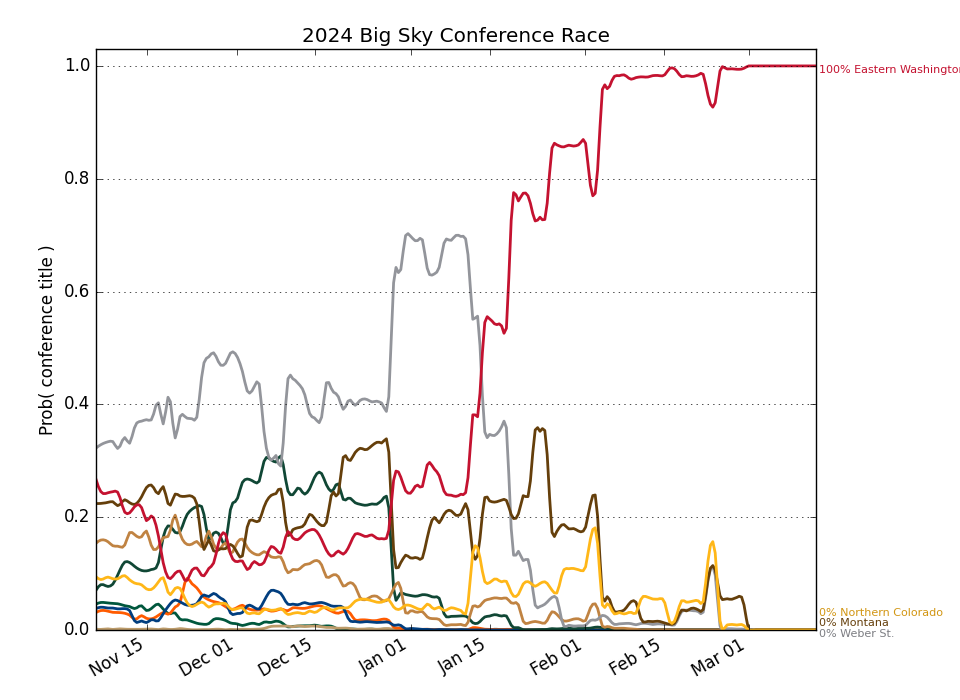 2024 Big Sky Conference Race
1.0
0.8
0.6
0.4
0.2
0.0
Prob( conference title )
Nov 15
Dec 01
Dec 15
Jan 01
Jan 15
Feb 01
Feb 15
Mar 01
100% Eastern Washington
0% Northern Colorado
0% Montana
0% Weber St.